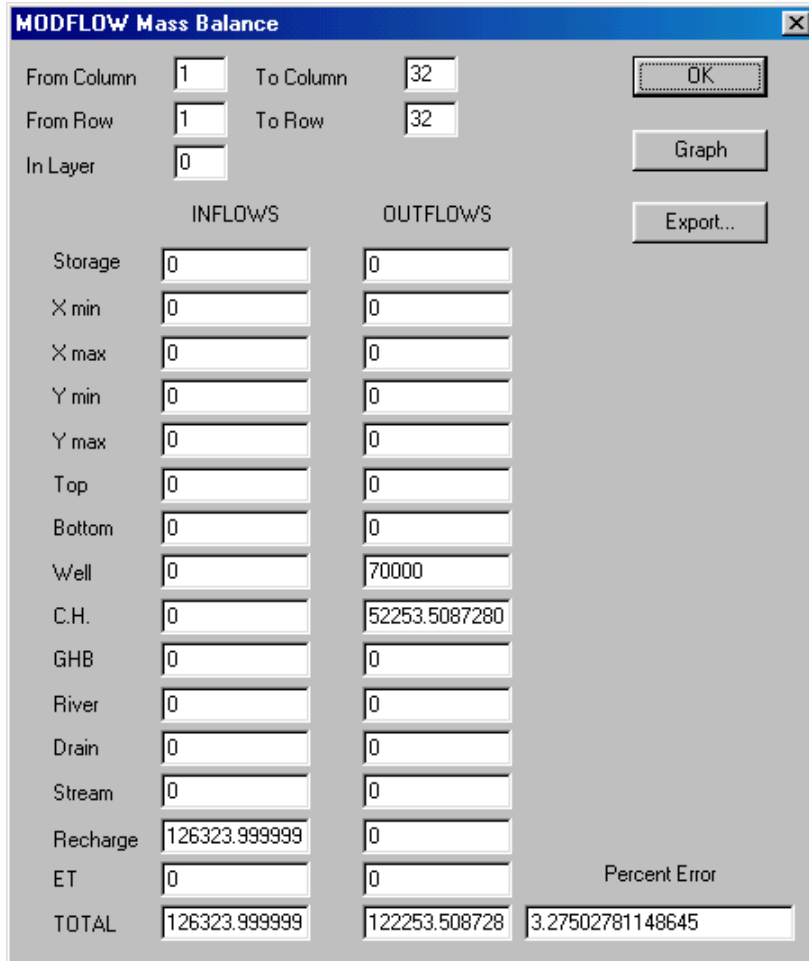 MODFLOW Mass Balance
From Column 1 To Column 32 OK
From Row 1 To Row 32
Graph
In Layer 0
INFLOWS OUTFLOWS Export...
Storage 0 0
X min 0 0
X max 0 0
Y min 0 0
Y max 0 0
Top 0 0
Bottom 0 0
Well 0 70000
C.H. 0 52253.5087280
GHB 0 0
River 0 0
Drain 0 0
Stream 0 0
Recharge 126323.999999 0
ET 0 0 Percent Error
TOTAL 126323.999999 122253.508728 3.27502781148645